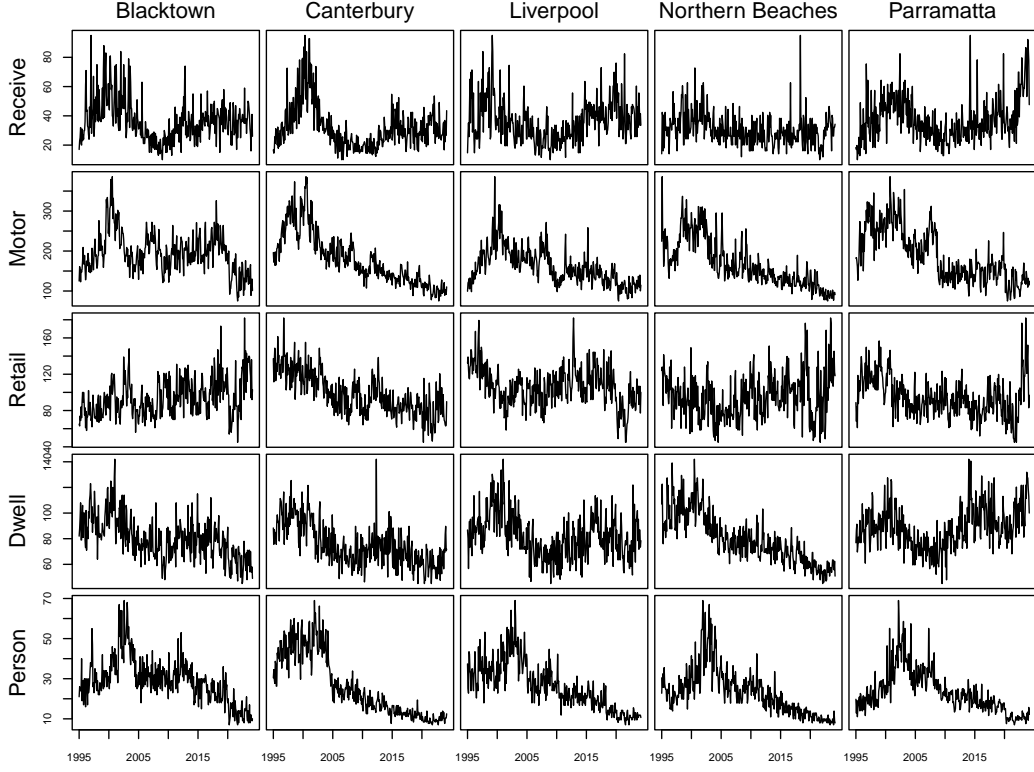 Blacktown Canterbury Liverpool Northern Beaches Parramatta
Receive
80
60
40
20
Motor
300
200
100
Retail
160
120
80
40
Dwell
140
100
80
60
Person
70
50
30
10
1995 2005 2015 1995 2005 2015 1995 2005 2015 1995 2005 2015 1995 2005 2015